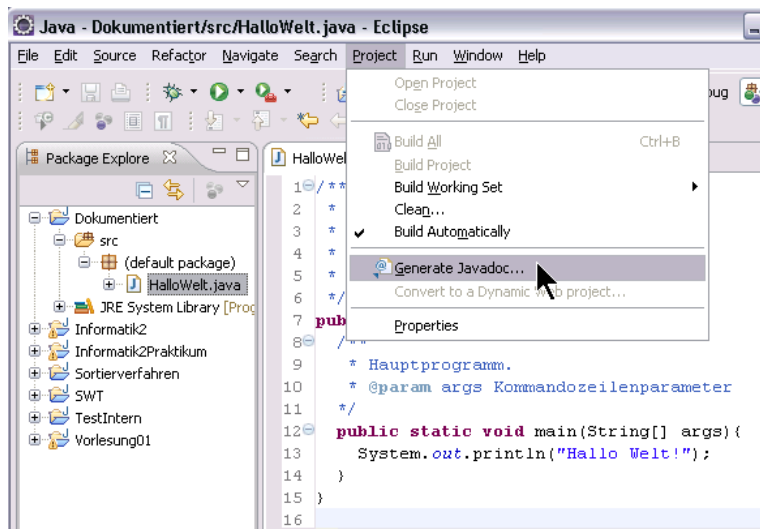 Java - Dokumentiert/src/HalloWelt.java - Eclipse
File Edit Source Refactor Navigate Search Project Run Window Help
Open Project
Close Project
Build All Ctrl+B
Build Project
Build Working Set
Clean...
Build Automatically
Generate Javadoc...
Convert to a Dynamic Web project...
Properties
Package Explore
Dokumentiert
src
(default package)
HalloWelt.java
JRE System Library [Prog
Informatik2
Informatik2Praktikum
Sortierverfahren
SWT
TestIntern
Vorlesung01
HalloWel
1 /**
2 *
3 *
4 *
5 *
6 */
7 pub
8 /**
9 * Hauptprogramm.
10 * @param args Kommandozeilenparameter
11 */
12 public static void main(String[] args){
13 System.out.println("Hallo Welt!");
14 }
15 }
16